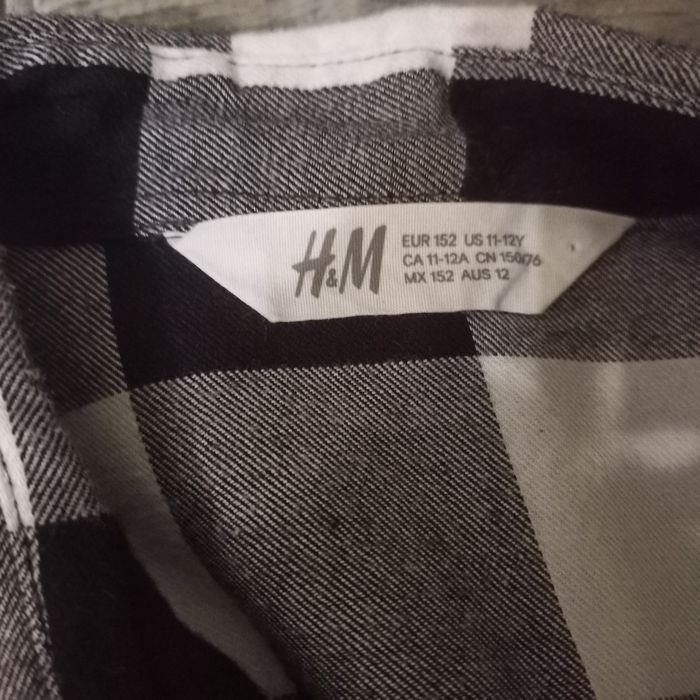 H&M
EUR 152 US 11-12Y
CA 11-12A CN 150/76
MX 152 AUS 12